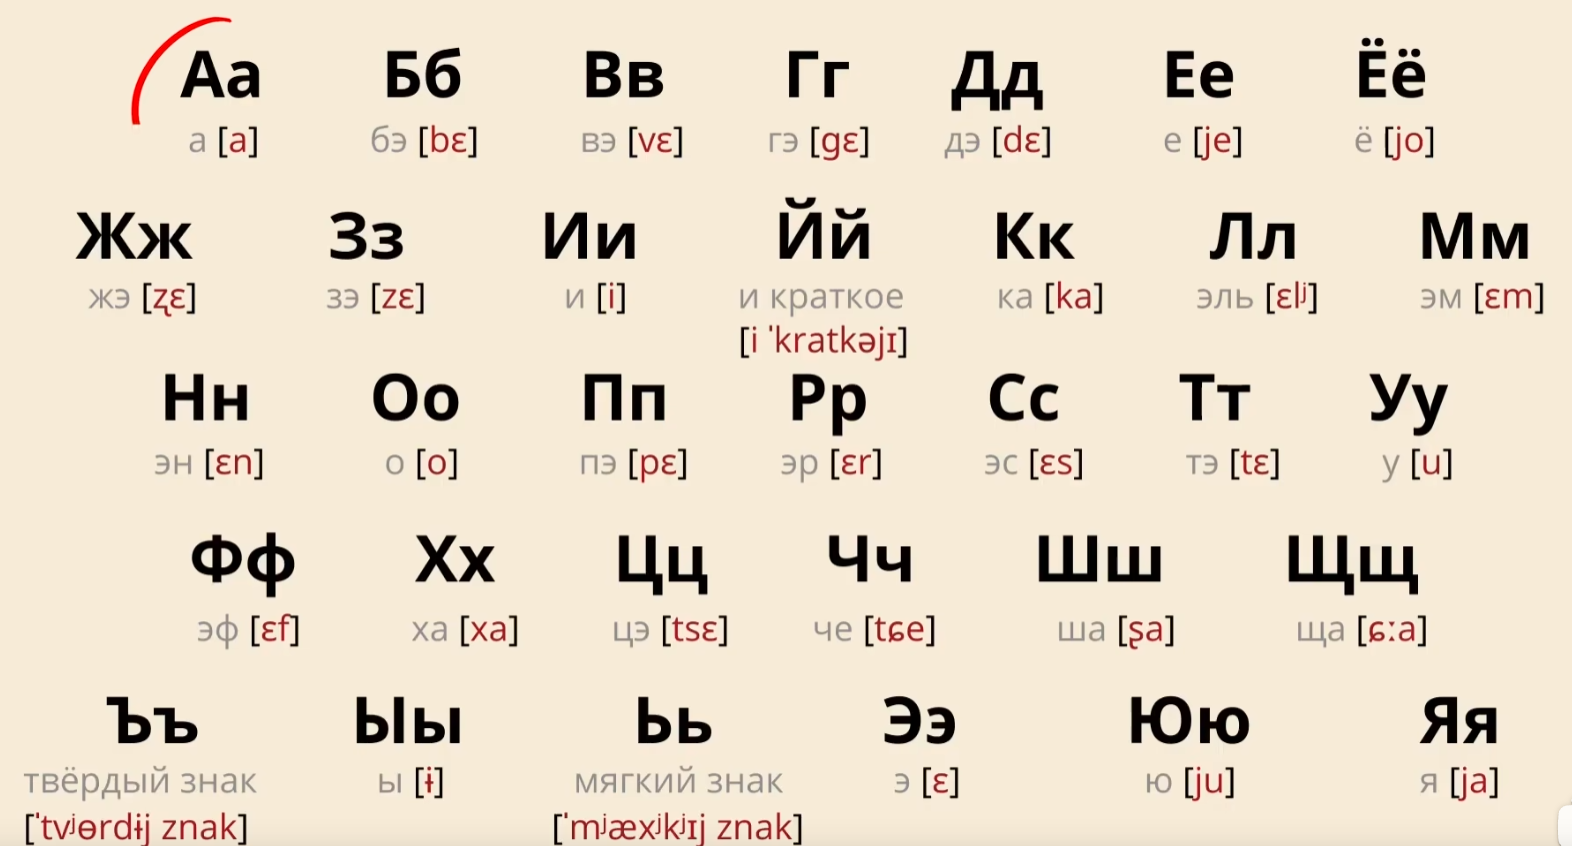 Аа Бб Вв Гг Дд Ее Ёё
а [a] бэ [bɛ] вэ [vɛ] гэ [gɛ] дэ [dɛ] е [je] ё [jo]
Жж Зз Ии Йй Кк Лл Мм
жэ [ʐɛ] зэ [zɛ] и [i] и краткое ка [ka] эль [ɛlʲ] эм [ɛm]
[i ˈkratkəjɪ]
Нн Оо Пп Рр Сс Тт Уу
эн [ɛn] о [o] пэ [pɛ] эр [ɛr] эс [ɛs] тэ [tɛ] у [u]
Фф Хх Цц Чч Шш Щщ
эф [ɛf] ха [xa] цэ [tsɛ] че [tɕe] ша [ʂa] ща [ɕːa]
Ъъ Ыы Ьь Ээ Юю Яя
твёрдый знак ы [ɨ] мягкий знак э [ɛ] ю [ju] я [ja]
[ˈtvʲɵrdɨj znak] [ˈmʲæxʲkʲɪj znak]